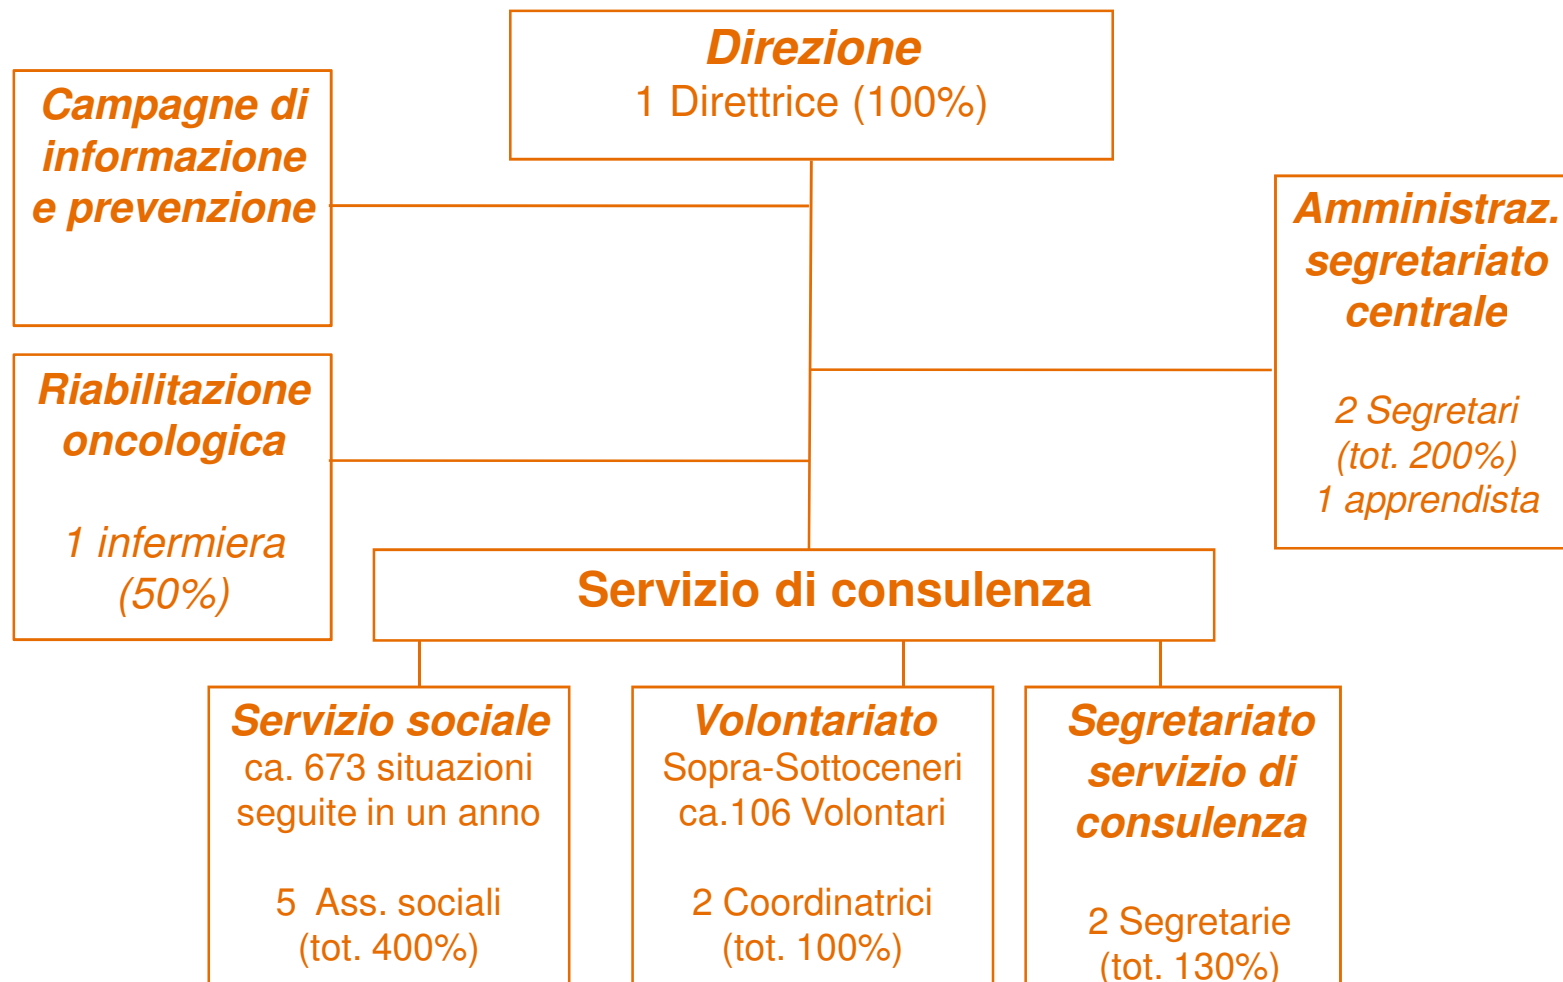 Direzione
1 Direttrice (100%)
Campagne di
informazione
e prevenzione
Amministraz.
segretariato
centrale
2 Segretari
(tot. 200%)
1 apprendista
Riabilitazione
oncologica
1 infermiera
(50%)
Servizio di consulenza
Servizio sociale
ca. 673 situazioni
seguite in un anno
5 Ass. sociali
(tot. 400%)
Volontariato
Sopra-Sottoceneri
ca.106 Volontari
2 Coordinatrici
(tot. 100%)
Segretariato
servizio di
consulenza
2 Segretarie
(tot. 130%)